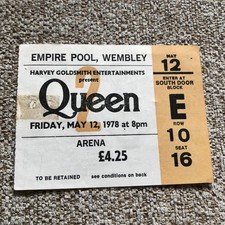 EMPIRE POOL, WEMBLEY
HARVEY GOLDSMITH ENTERTAINMENTS
present
Queen
FRIDAY, MAY 12, 1978 at 8pm
ARENA
£4.25
TO BE RETAINED
see conditions on back
MAY
12
ENTER AT
SOUTH DOOR
BLOCK
E
ROW
10
SEAT
16